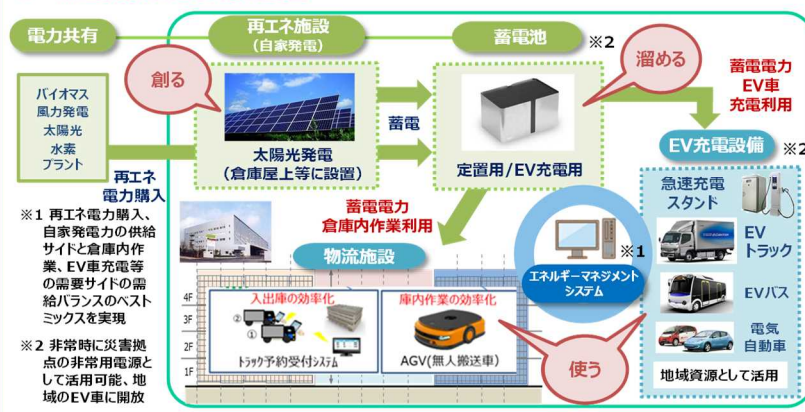 電力共有
再エネ施設
(自家発電)
蓄電池
※2
創る
溜める
バイオマス
風力発電
太陽光
水素
プラント
再エネ
電力購入
太陽光発電
(倉庫屋上等に設置)
蓄電
定置用/EV充電用
蓄電電力
EV車
充電利用
EV充電設備
※2
急速充電
スタンド
EV
トラック
EVバス
電気
自動車
地域資源として活用
蓄電電力
倉庫内作業利用
物流施設
※1
エネルギーマネジメント
システム
4F
3F
2F
1F
入出庫の効率化
②
①
トラック予約受付システム
庫内作業の効率化
AGV(無人搬送車)
使う
※1 再エネ電力購入、
自家発電力の供給
サイドと倉庫内作
業、EV車充電等
の需要サイドの需
給バランスのベスト
ミックスを実現
※2 非常時に災害拠
点の非常用電源と
して活用可能、地
域のEV車に開放